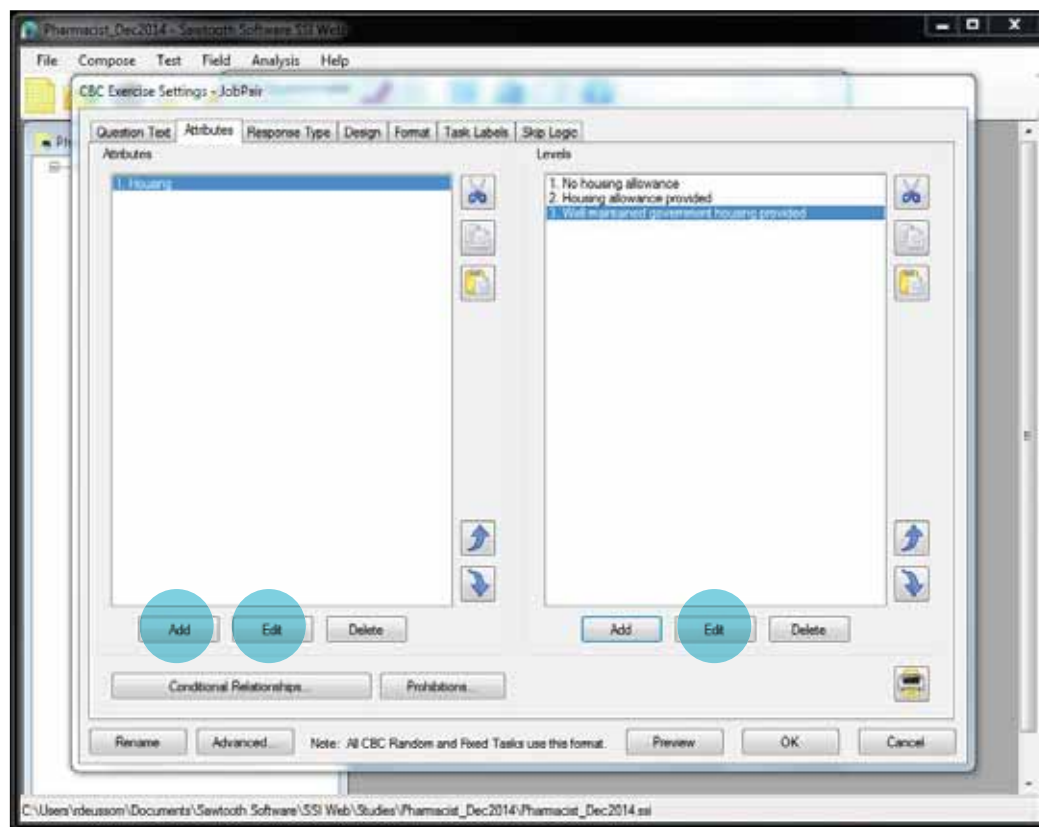 Pharmacist_Dec2014 - Sawtooth Software SSI Web
File Compose Test Field Analysis Help
CBC Exercise Settings - JobPair
Question Text Attributes Response Type Design Format Task Labels Skip Logic
Attributes
Levels
1. Housing
1. No housing allowance
2. Housing allowance provided
3. Well maintained government housing provided
Add Edit Delete
Add Edit Delete
Conditional Relationships... Prohibitions...
Rename Advanced... Note: All CBC Random and Fixed Tasks use this format. Preview OK Cancel
C:\Users\rdeussom\Documents\Sawtooth Software\SSI Web\Studies\Pharmacist_Dec2014\Pharmacist_Dec2014.ssi